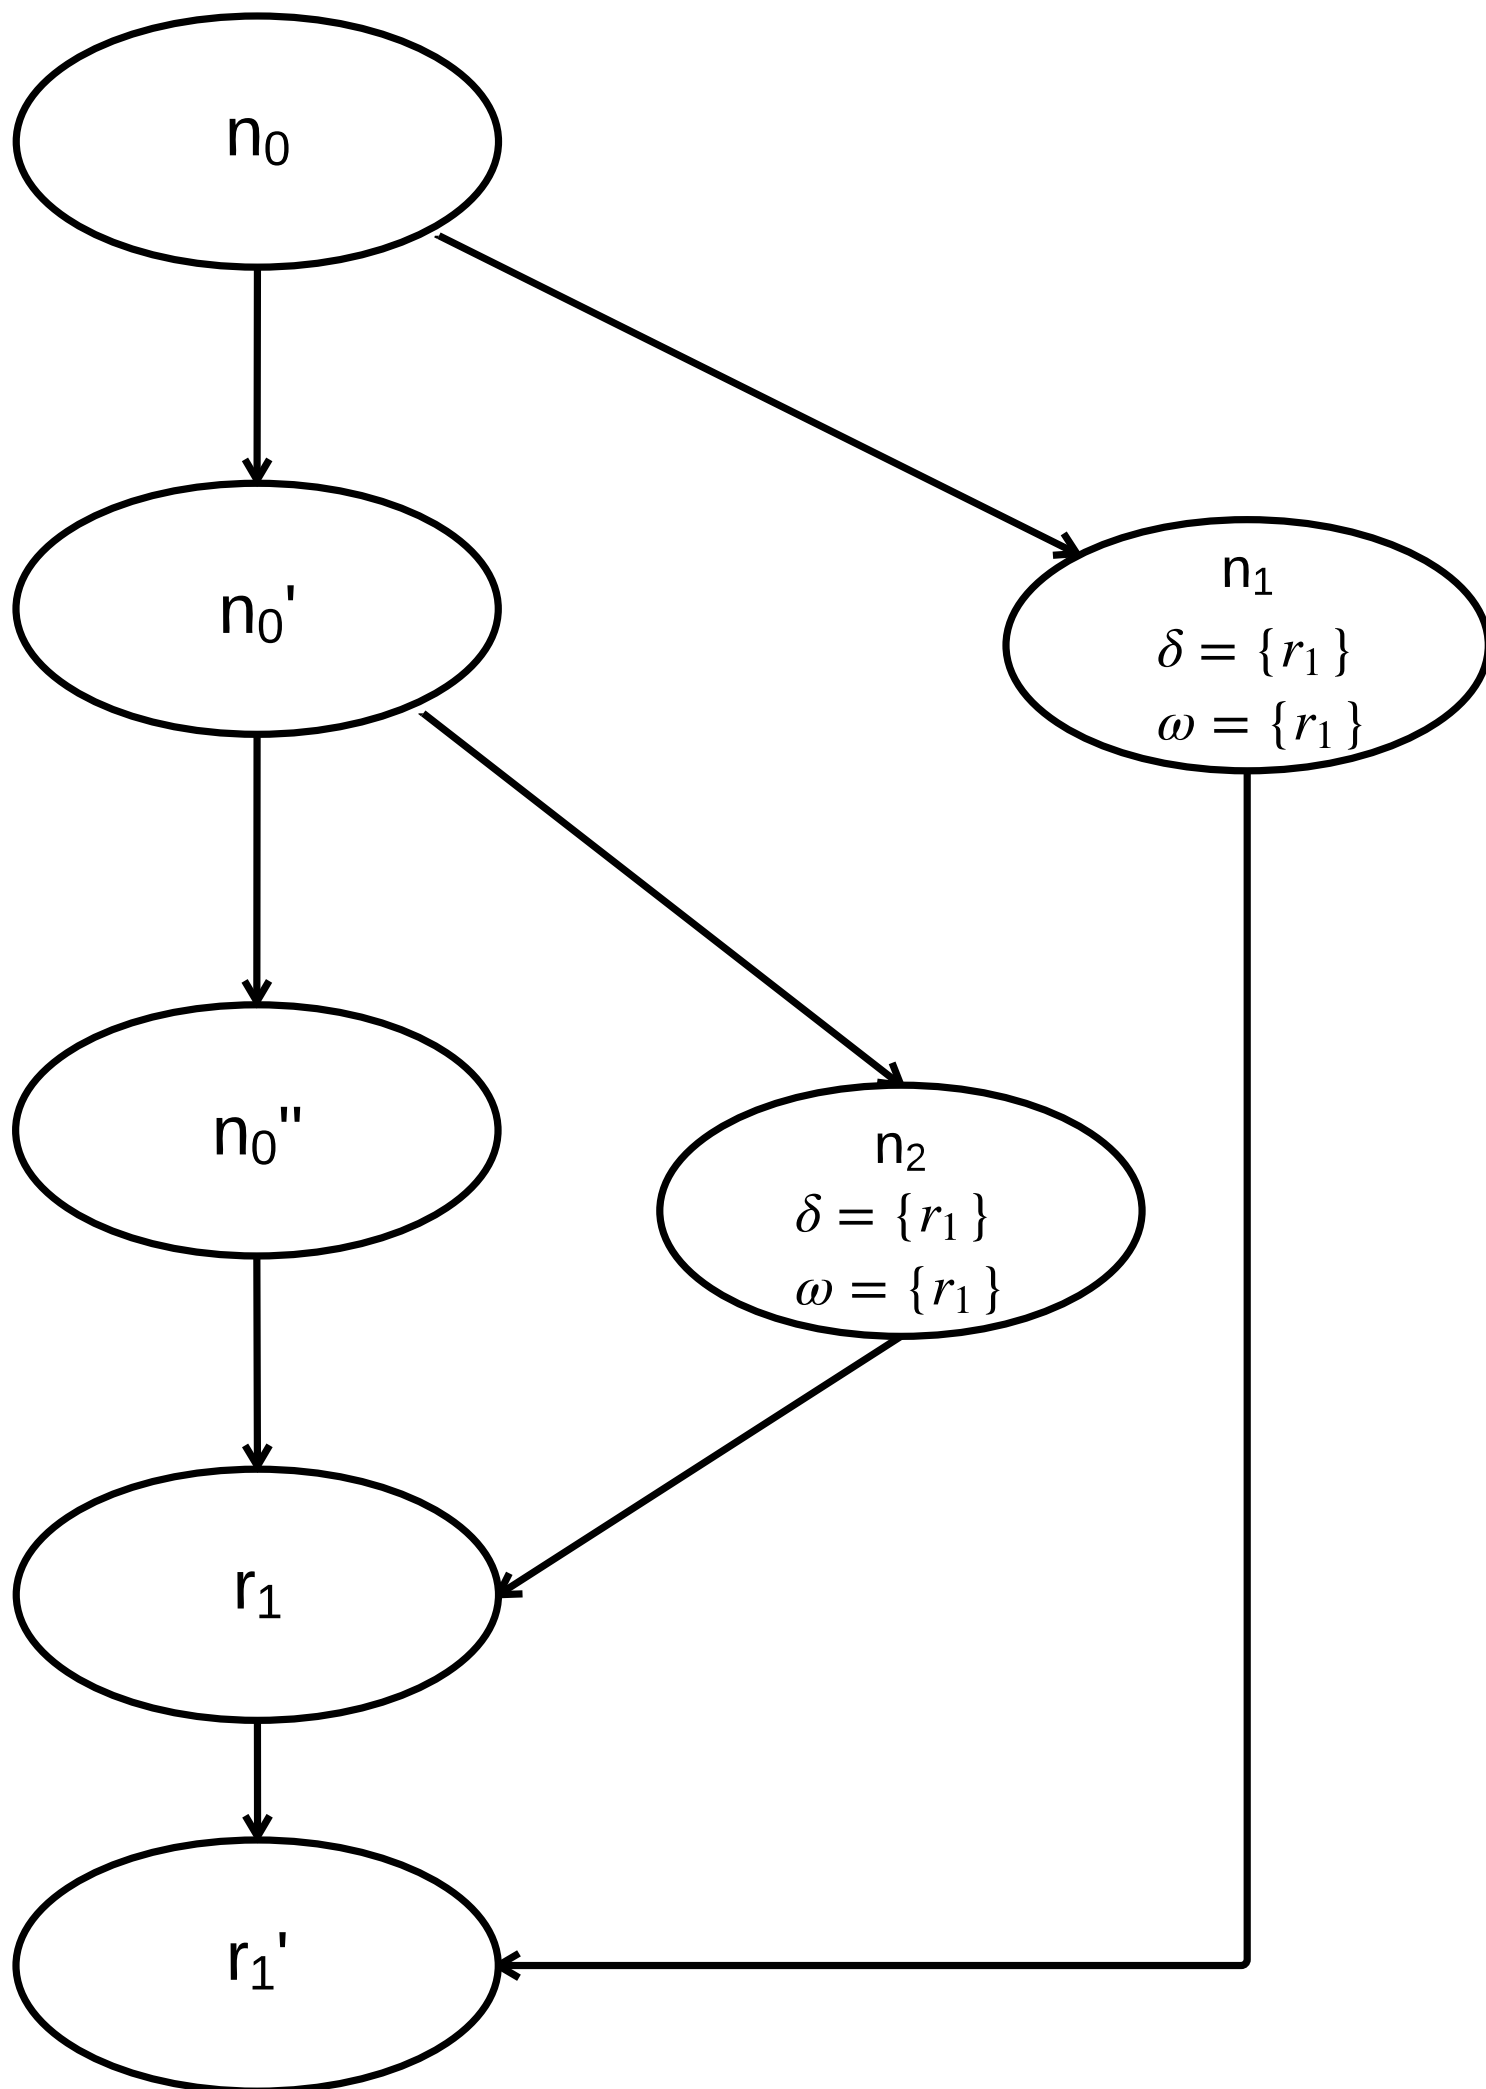 n₀
n₀'
n₁
δ = {r₁}
ω = {r₁}
n₀"
n₂
δ = {r₁}
ω = {r₁}
r₁
r₁'